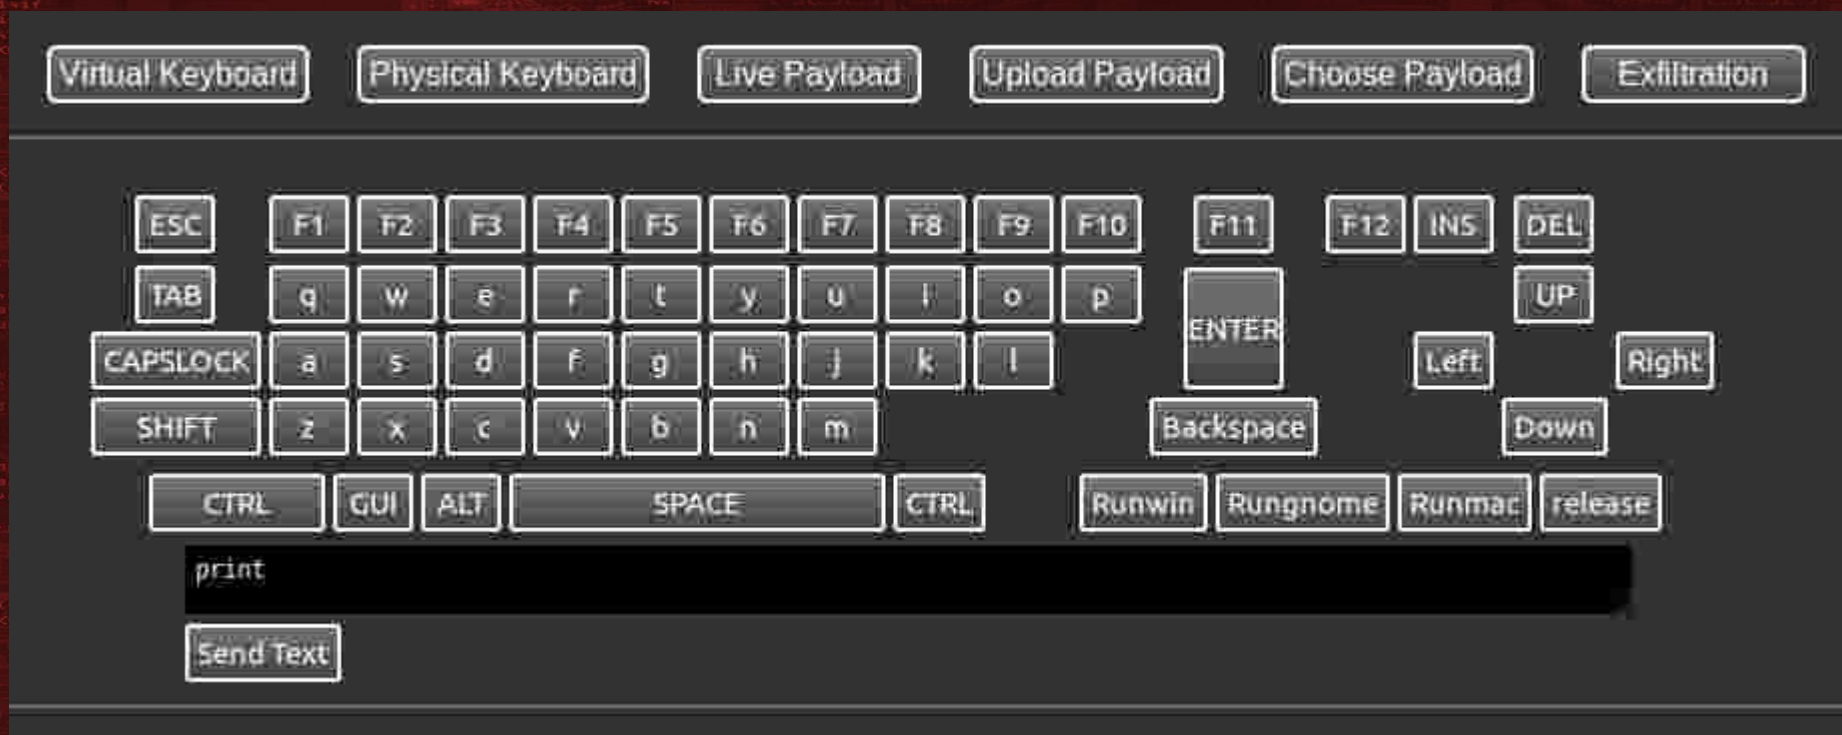 Virtual Keyboard Physical Keyboard Live Payload Upload Payload Choose Payload Exfiltration
ESC F1 F2 F3 F4 F5 F6 F7 F8 F9 F10 F11 F12 INS DEL
TAB q w e r t y u i o p ENTER UP
CAPSLOCK a s d f g h j k l Left Right
SHIFT z x c v b n m Backspace Down
CTRL GUI ALT SPACE CTRL Runwin Rungnome Runmac release
print
Send Text